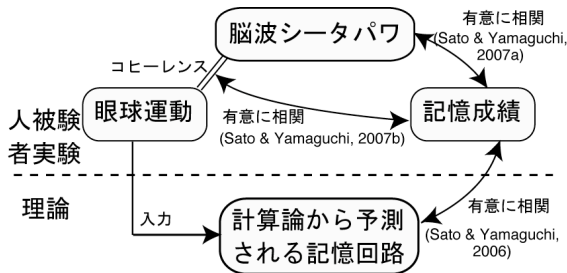 脳波シータパワ
有意に相関
(Sato & Yamaguchi,
2007a)
コヒーレンス
眼球運動
有意に相関
(Sato & Yamaguchi, 2007b)
記憶成績
人被験
者実験
理論
入力
計算論から予測
される記憶回路
有意に相関
(Sato & Yamaguchi,
2006)